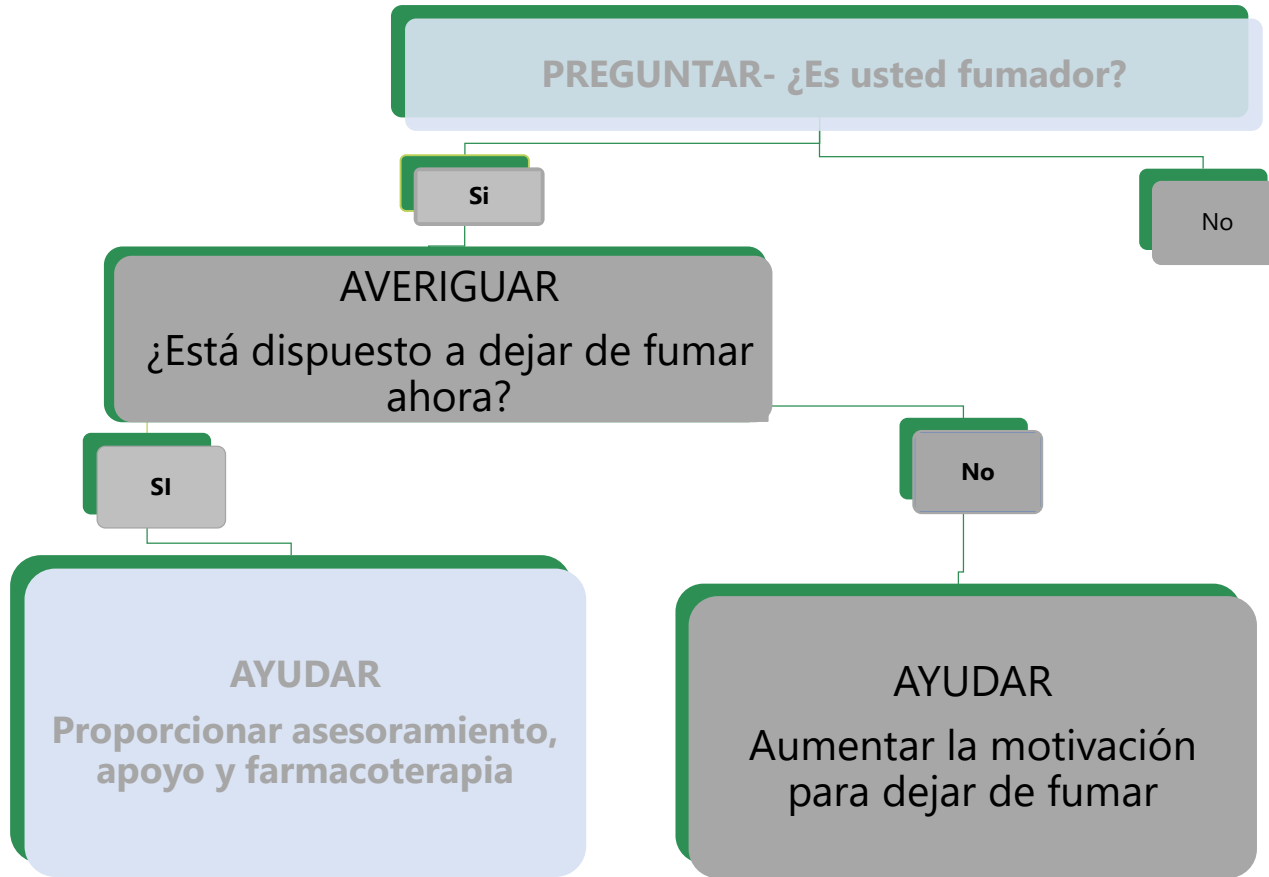 PREGUNTAR- ¿Es usted fumador?
Si
No
AVERIGUAR
¿Está dispuesto a dejar de fumar
ahora?
SI
No
AYUDAR
Proporcionar asesoramiento,
apoyo y farmacoterapia
AYUDAR
Aumentar la motivación
para dejar de fumar